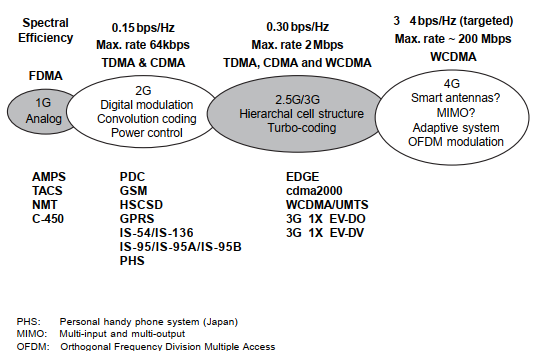 Spectral
Efficiency
FDMA
1G
Analog
AMPS
TACS
NMT
C-450
0.15bps/Hz
Max. rate 64kbps
TDMA & CDMA
2G
Digital modulation
Convolution coding
Power control
PDC
GSM
HSCSD
GPRS
IS-54/IS-136
IS-95/IS-95A/IS-95B
PHS
0.30bps/Hz
Max. rate 2Mbps
TDMA, CDMA and WCDMA
2.5G/3G
Hierarchal cell structure
Turbo-coding
EDGE
cdma2000
WCDMA/UMTS
3G 1X EV-DO
3G 1X EV-DV
3 4bps/Hz (targeted)
Max. rate ~ 200 Mbps
WCDMA
4G
Smart antennas?
MIMO?
Adaptive system
OFDM modulation
PHS: Personal handy phone system (Japan)
MIMO: Multi-input and multi-output
OFDM: Orthogonal Frequency Division Multiple Access